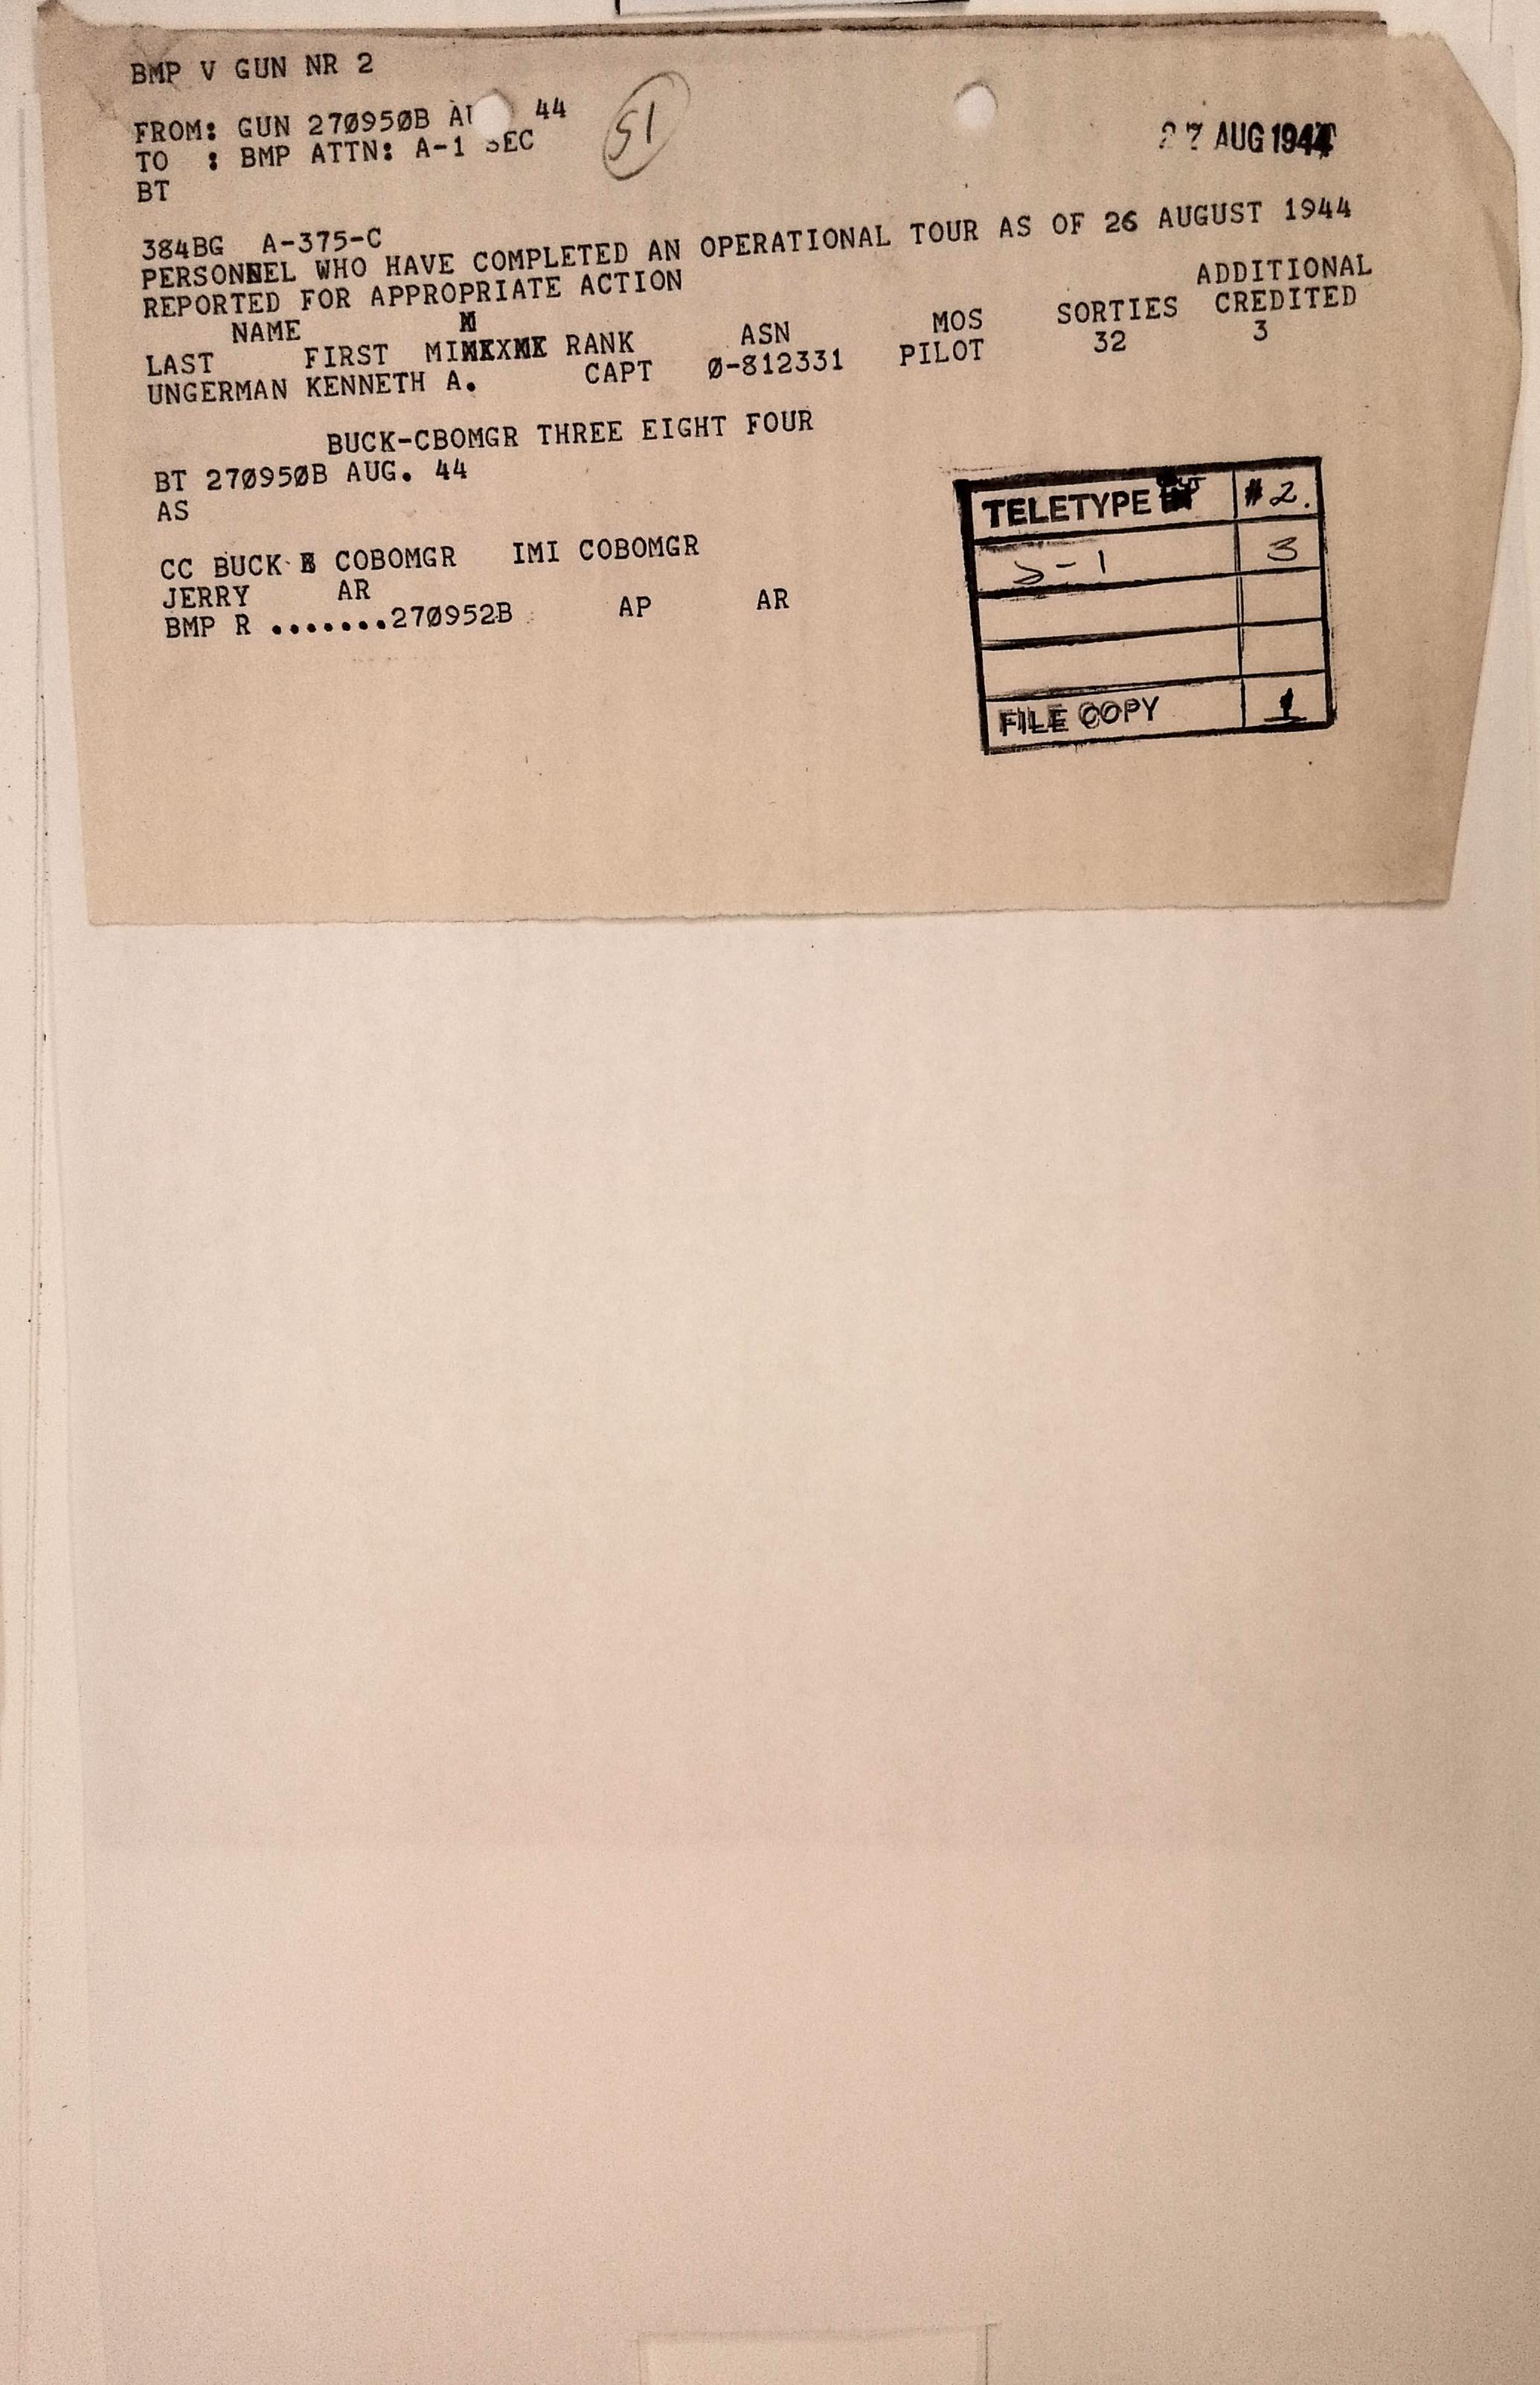 BMP V GUN NR 2
FROM: GUN 270950B AU 44
TO : BMP ATTN: A-1 SEC
BT
51
27 AUG 1944
384BG A-375-C
PERSONNEL WHO HAVE COMPLETED AN OPERATIONAL TOUR AS OF 26 AUGUST 1944
REPORTED FOR APPROPRIATE ACTION
ADDITIONAL
NAME ASN MOS SORTIES CREDITED
LAST FIRST MI RANK
UNGERMAN KENNETH A. CAPT Ø-812331 PILOT 32 3
BUCK-CBOMGR THREE EIGHT FOUR
BT 270950B AUG. 44
AS
CC BUCK COBOMGR IMI COBOMGR
JERRY AR
BMP R .......270952B AP AR
TELETYPE #2.
S-1 3
FILE COPY 1